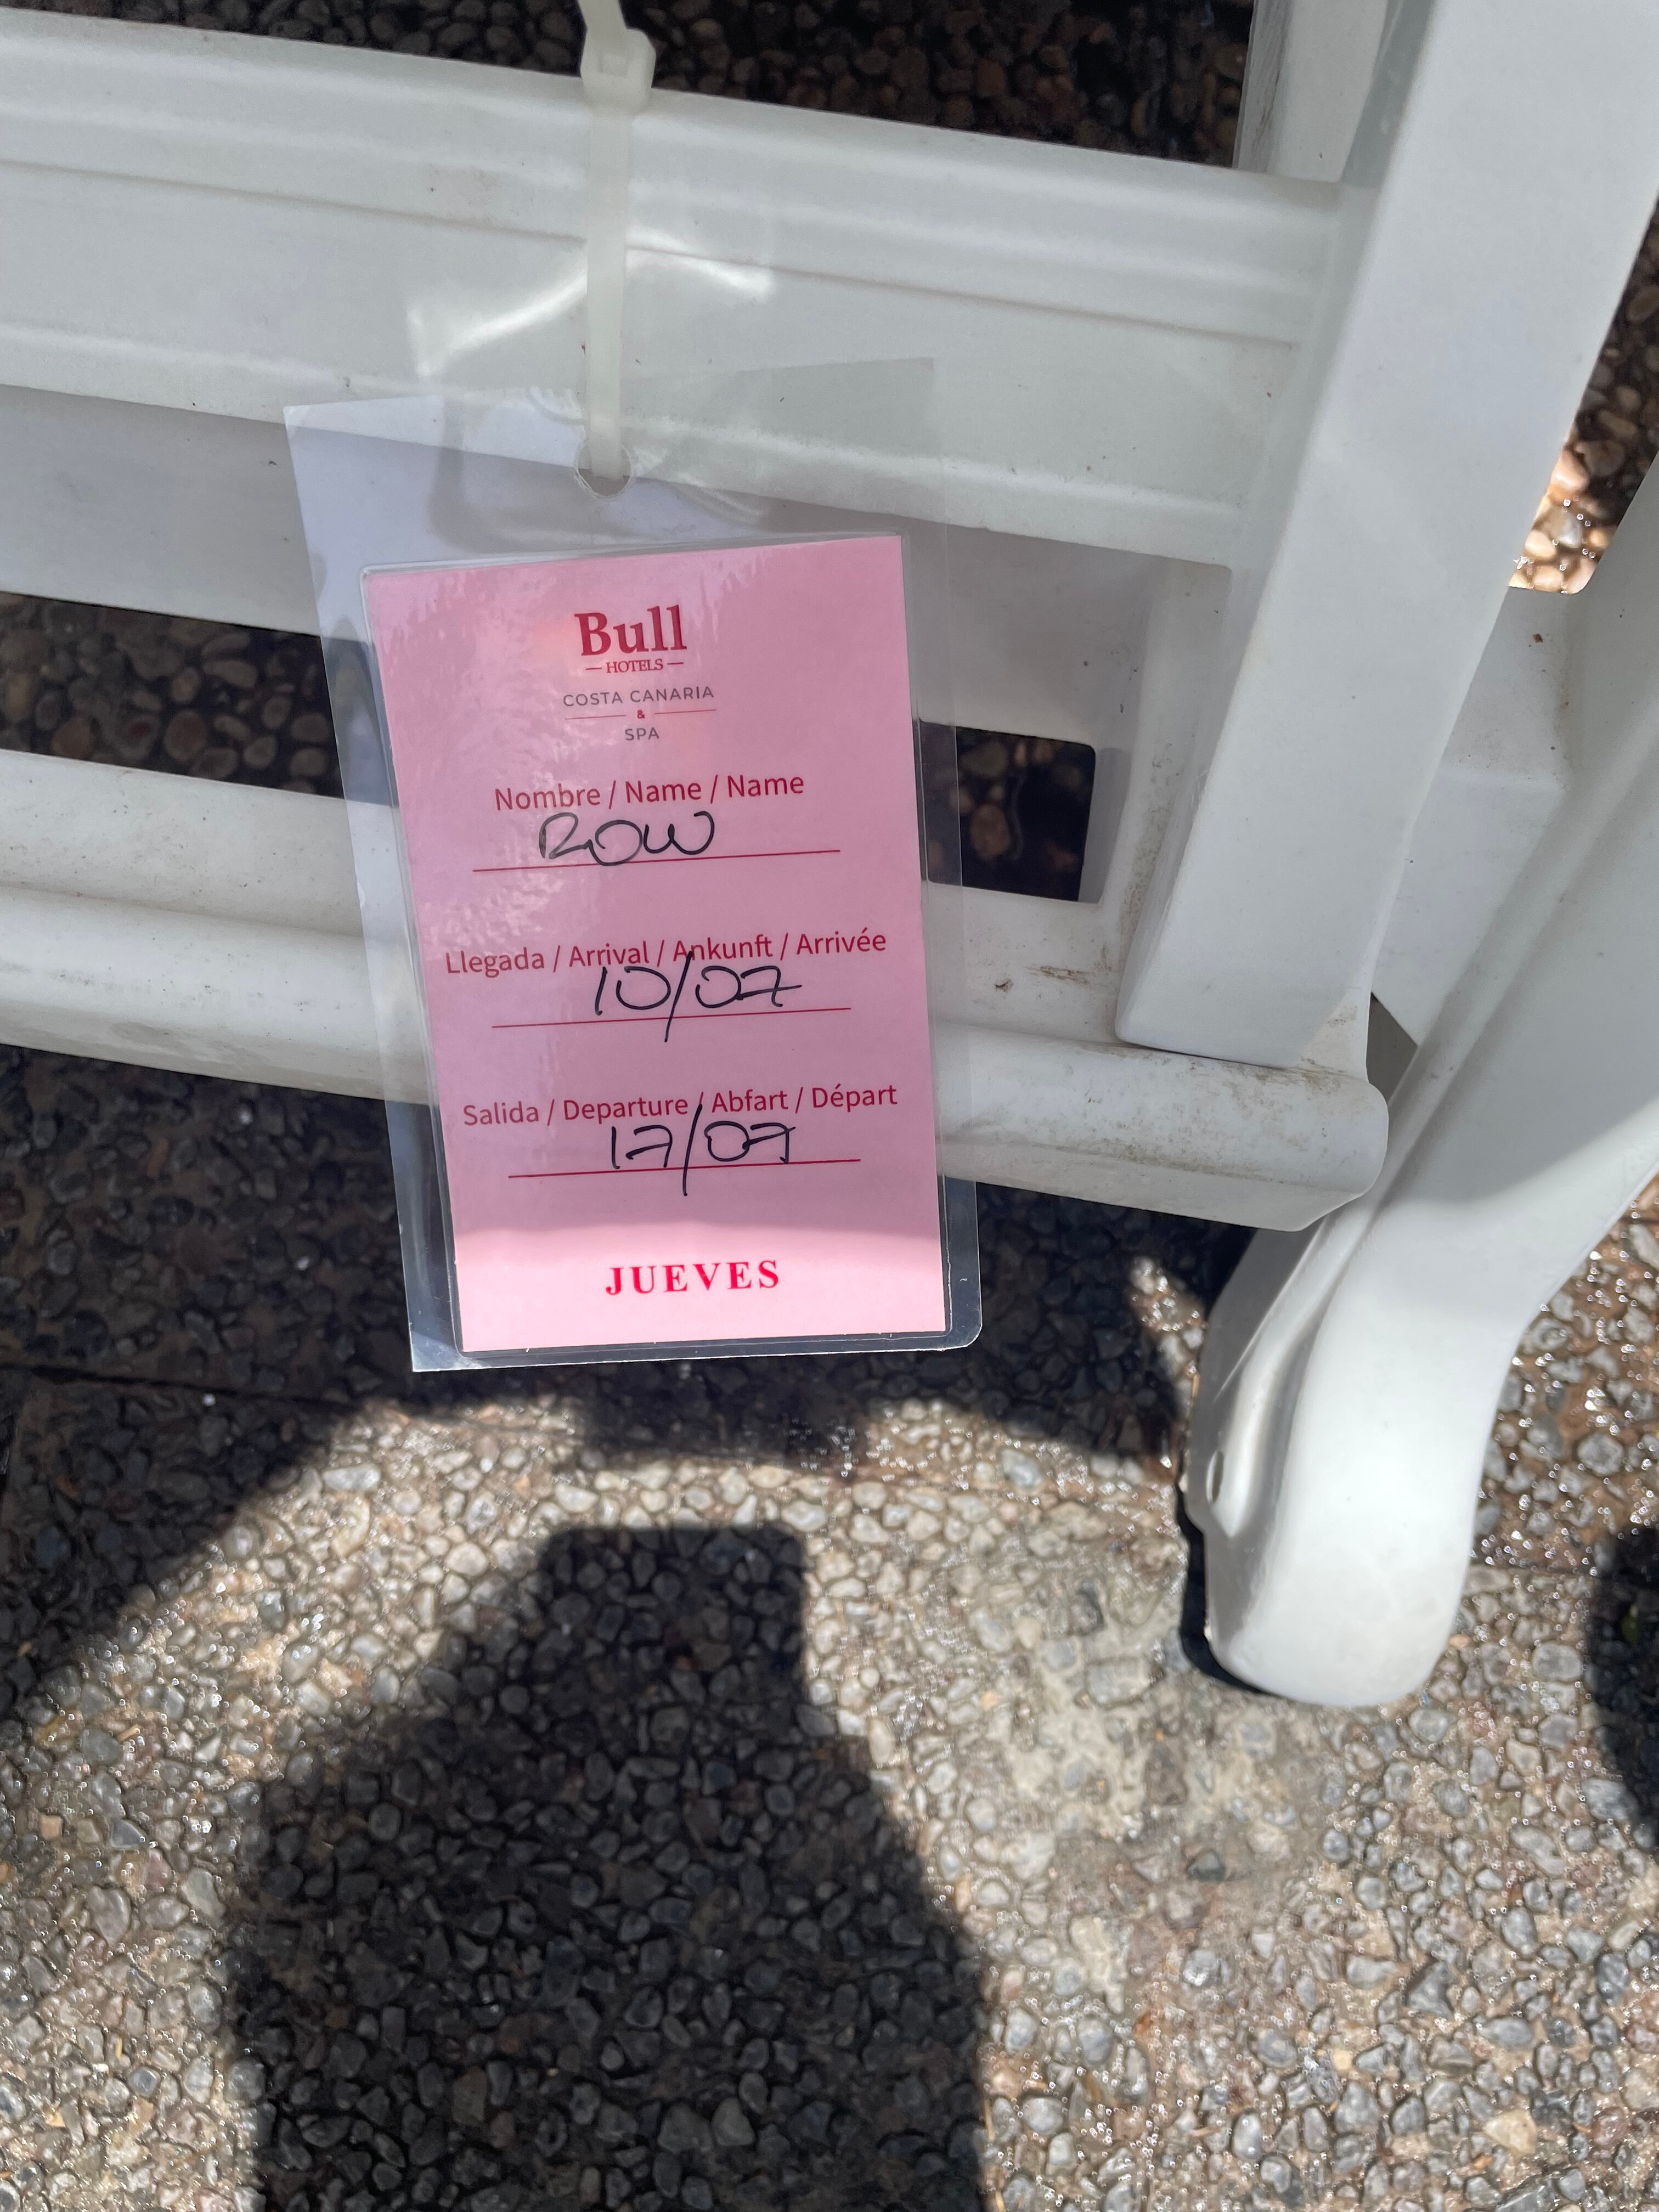 Bull
HOTELS
COSTA CANARIA
&
SPA
Nombre / Name / Name
ROW
Llegada / Arrival / Ankunft / Arrivée
10/07
Salida / Departure / Abfart / Départ
17/07
JUEVES